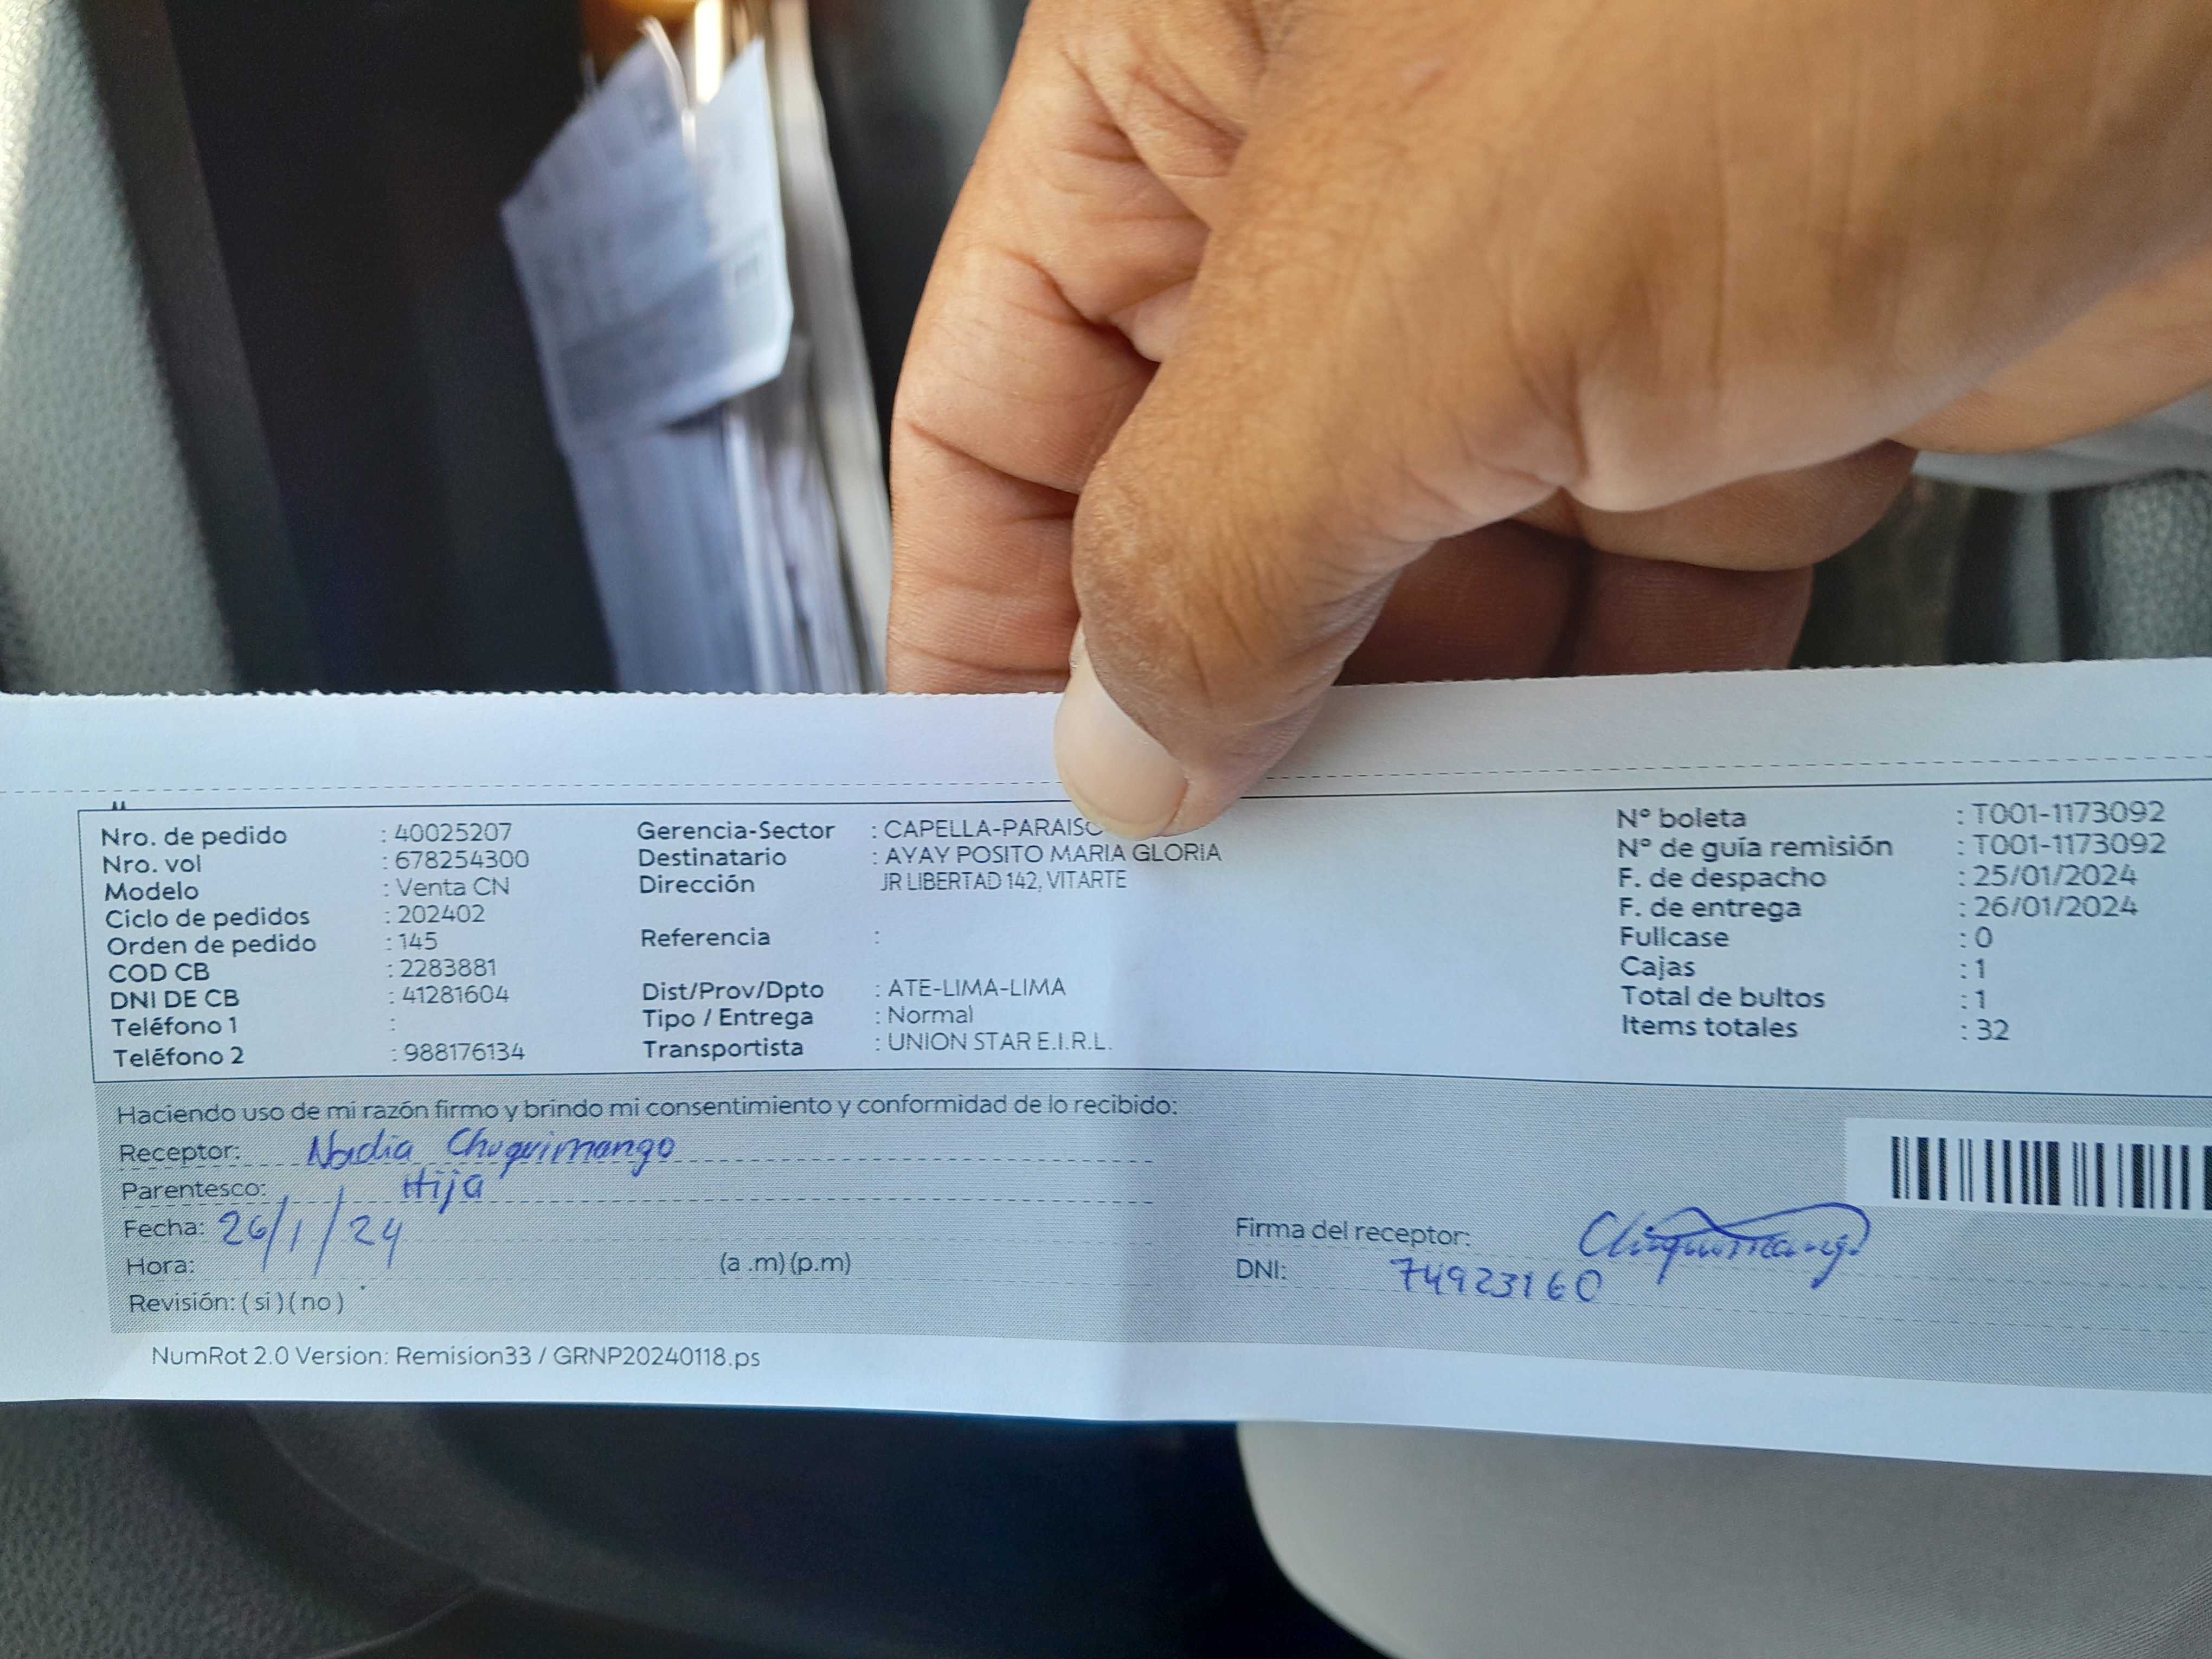 Nro. de pedido : 40025207 Gerencia-Sector : CAPELLA-PARAISO Nº boleta : T001-1173092
Nro. vol : 678254300 Destinatario : AYAY POSITO MARIA GLORIA Nº de guía remisión : T001-1173092
Modelo : Venta CN Dirección JR LIBERTAD 142, VITARTE F. de despacho : 25/01/2024
Ciclo de pedidos : 202402 F. de entrega : 26/01/2024
Orden de pedido : 145 Referencia : Fullcase : 0
COD CB : 2283881 Cajas : 1
DNI DE CB : 41281604 Dist/Prov/Dpto : ATE-LIMA-LIMA Total de bultos : 1
Teléfono 1 : Tipo / Entrega : Normal Items totales : 32
Teléfono 2 : 988176134 Transportista : UNION STAR E.I.R.L.
Haciendo uso de mi razón firmo y brindo mi consentimiento y conformidad de lo recibido:
Receptor: Nadia Chuquimango
Parentesco: Hija
Fecha: 26/1/24 Firma del receptor: Chuquimango
Hora: (a .m) (p.m) DNI: 74923160
Revisión: ( si ) ( no )
NumRot 2.0 Version: Remision33 / GRNP20240118.ps